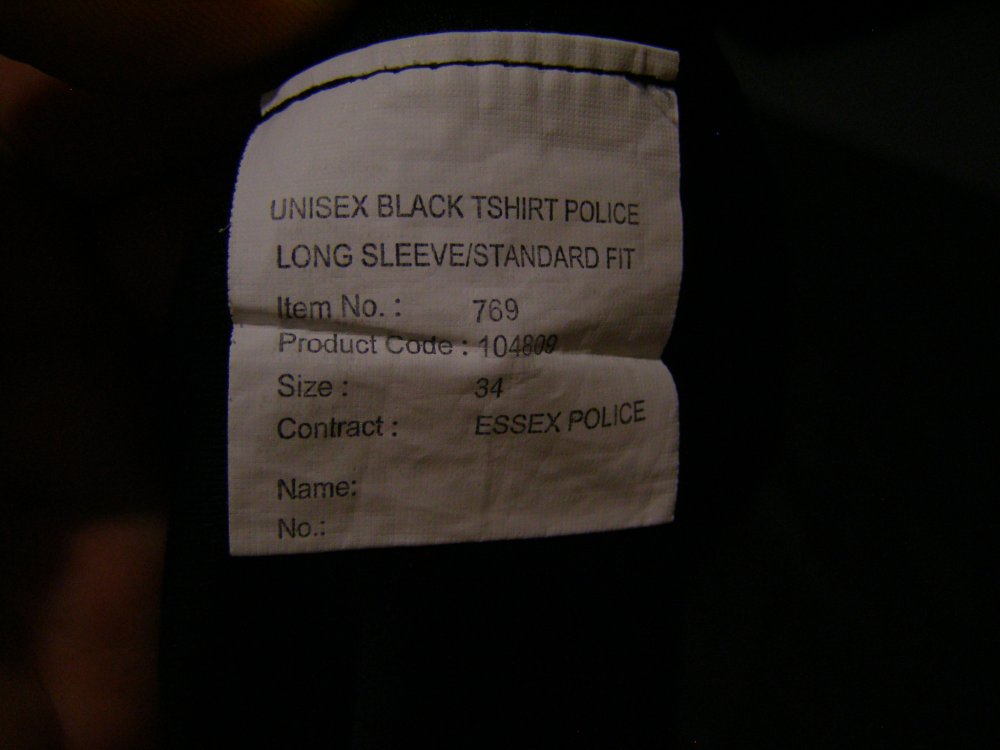 UNISEX BLACK TSHIRT POLICE
LONG SLEEVE/STANDARD FIT
Item No. : 769
Product Code : 104809
Size : 34
Contract : ESSEX POLICE
Name:
No.: